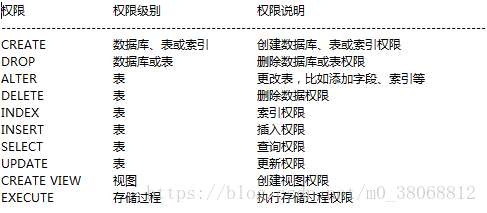 权限 权限级别 权限说明
------------------------------------------------------------
CREATE 数据库、表或索引 创建数据库、表或索引权限
DROP 数据库或表 删除数据库或表权限
ALTER 表 更改表，比如添加字段、索引等
DELETE 表 删除数据权限
INDEX 表 索引权限
INSERT 表 插入权限
SELECT 表 查询权限
UPDATE 表 更新权限
CREATE VIEW 视图 创建视图权限
EXECUTE 存储过程 执行存储过程权限